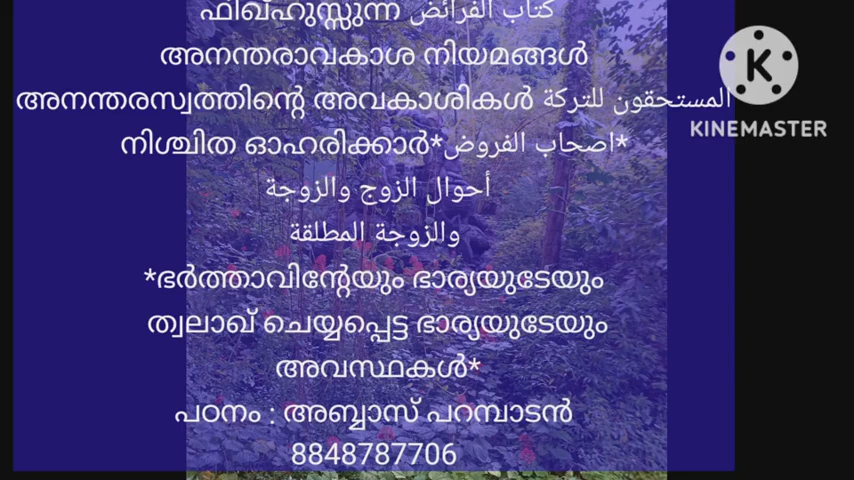 ഫിഖ്ഹുസ്സുന്ന كتاب الفرائض
അനന്തരാവകാശ നിയമങ്ങൾ
അനന്തരസ്വത്തിന്റെ അവകാശികൾ المستحقون للتركة
നിശ്ചിത ഓഹരിക്കാർ*اصحاب الفروض*
أحوال الزوج والزوجة
والزوجة المطلقة
*ഭർത്താവിന്റേയും ഭാര്യയുടേയും
ത്വലാഖ് ചെയ്യപ്പെട്ട ഭാര്യയുടേയും
അവസ്ഥകൾ*
പഠനം : അബ്ബാസ് പറമ്പാടൻ
8848787706
K
KINEMASTER